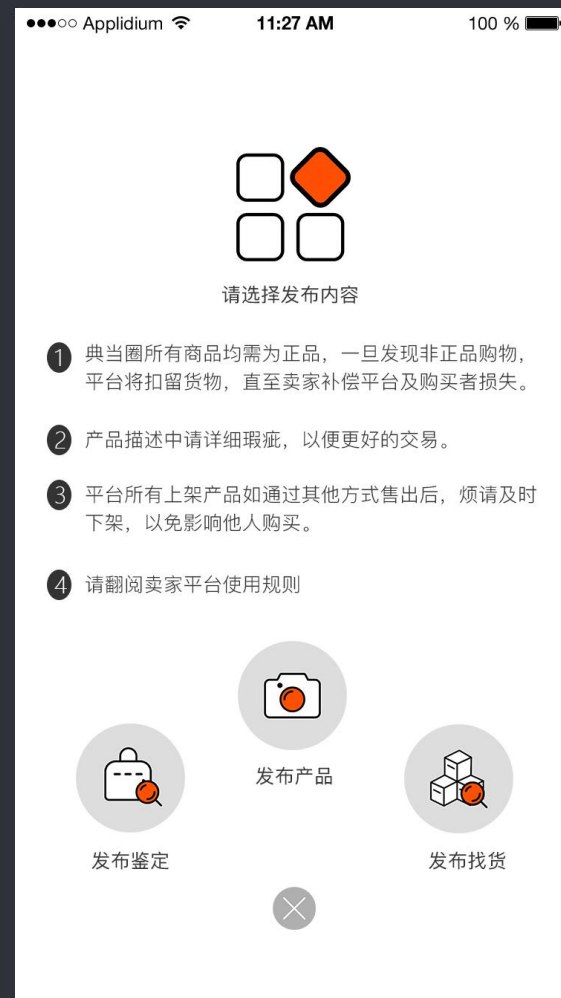 Applidium 11:27 AM 100 %
请选择发布内容
1 典当圈所有商品均需为正品，一旦发现非正品购物，
平台将扣留货物，直至卖家补偿平台及购买者损失。
2 产品描述中请详细瑕疵，以便更好的交易。
3 平台所有上架产品如通过其他方式售出后，烦请及时
下架，以免影响他人购买。
4 请翻阅卖家平台使用规则
发布产品
发布鉴定 发布找货